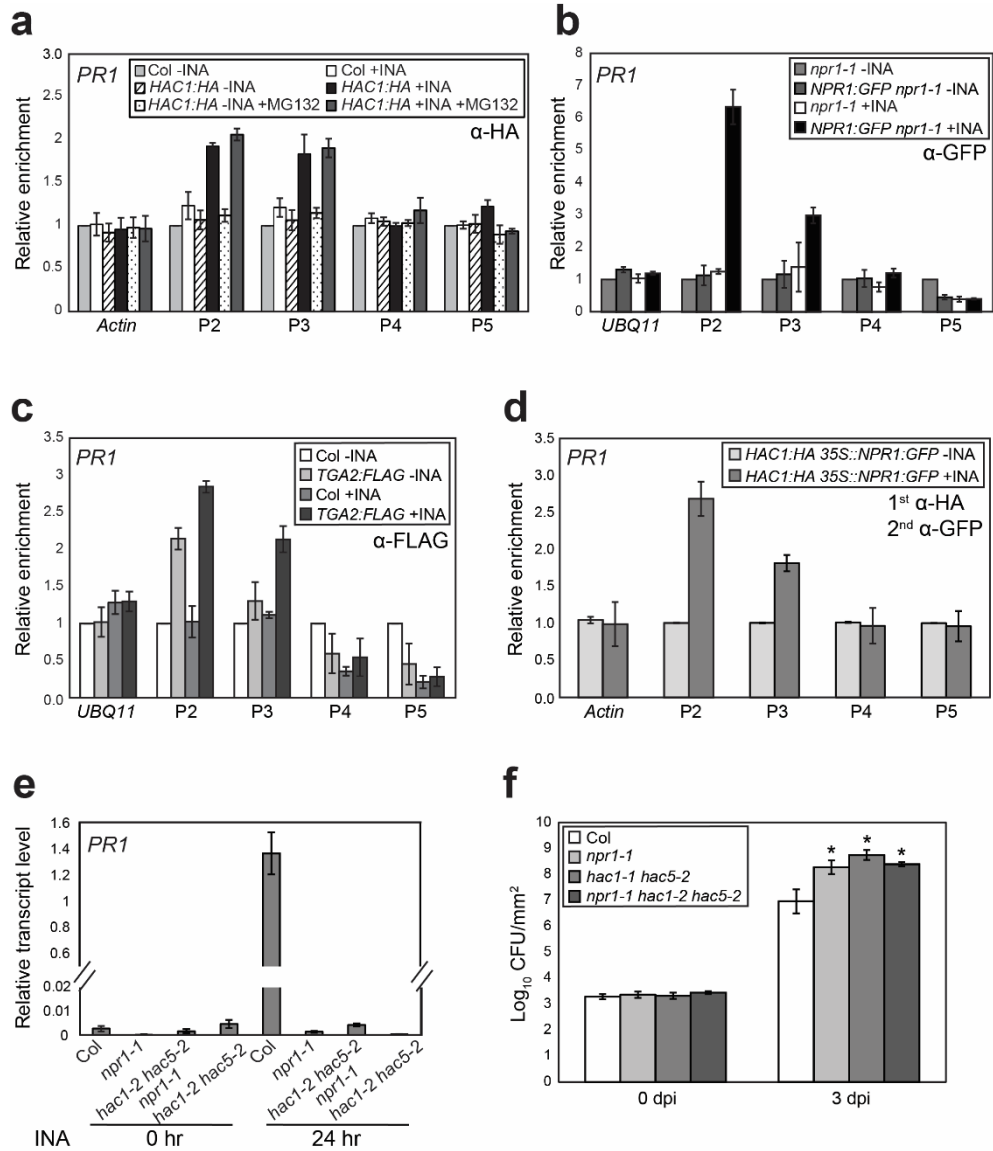 a
PR1
Col -INA
Col +INA
HAC1:HA -INA
HAC1:HA +INA
HAC1:HA -INA +MG132
HAC1:HA +INA +MG132
α-HA
Relative enrichment
3.0
2.5
2
1.5
1
0.5
0
Actin
P2
P3
P4
P5
b
PR1
npr1-1 -INA
NPR1:GFP npr1-1 -INA
npr1-1 +INA
NPR1:GFP npr1-1 +INA
α-GFP
Relative enrichment
8
7
6
5
4
3
2
1
0
UBQ11
P2
P3
P4
P5
c
PR1
Col -INA
TGA2:FLAG -INA
Col +INA
TGA2:FLAG +INA
α-FLAG
Relative enrichment
3.5
3.0
2.5
2
1.5
1
0.5
0.0
UBQ11
P2
P3
P4
P5
d
PR1
HAC1:HA 35S::NPR1:GFP -INA
HAC1:HA 35S::NPR1:GFP +INA
1st α-HA
2nd α-GFP
Relative enrichment
3.5
3.0
2.5
2.0
1.5
1.0
0.5
0.0
Actin
P2
P3
P4
P5
e
PR1
Relative transcript level
1.6
1.4
1.2
1
0.8
0.6
0.02
0.01
0
Col
npr1-1
hac1-2 hac5-2
npr1-1
hac1-2 hac5-2
Col
npr1-1
hac1-2 hac5-2
npr1-1
hac1-2 hac5-2
INA
0 hr
24 hr
f
Col
npr1-1
hac1-1 hac5-2
npr1-1 hac1-2 hac5-2
* * *
Log10 CFU/mm2
10
9
8
7
6
5
4
3
2
1
0
0 dpi
3 dpi